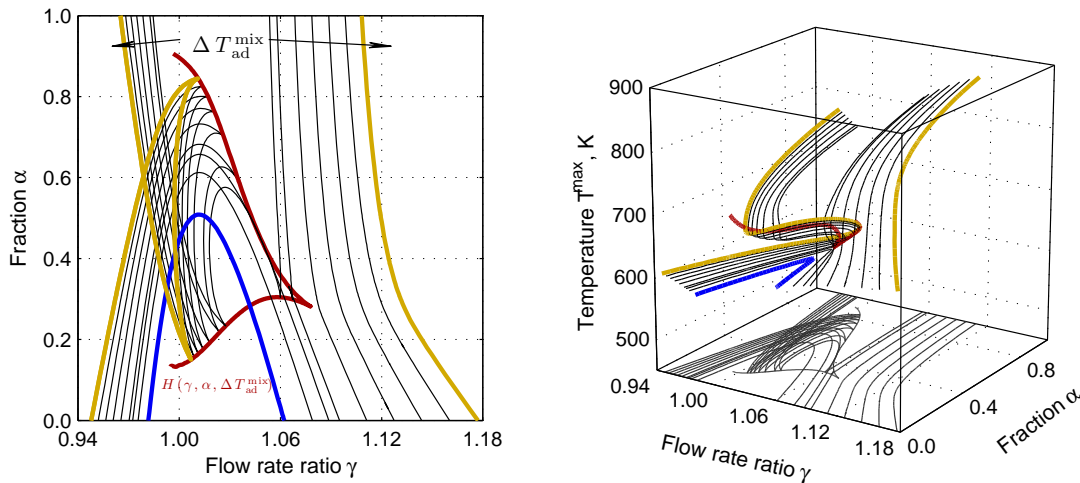 1.0
0.8
0.6
0.4
0.2
0.0
Fraction α
Δ T_ad^mix
H(γ, α, ΔT_ad^mix)
0.94 1.00 1.06 1.12 1.18
Flow rate ratio γ
900
800
700
600
500
Temperature T^max, K
0.94
1.00
1.06
1.12
1.18
Flow rate ratio γ
0.0
0.4
0.8
Fraction α